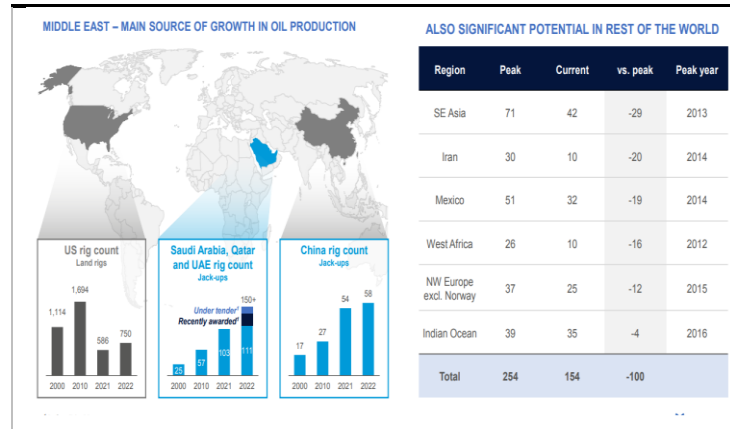 MIDDLE EAST – MAIN SOURCE OF GROWTH IN OIL PRODUCTION
US rig count
Land rigs
1,114
1,694
586
750
2000 2010 2021 2022
Saudi Arabia, Qatar
and UAE rig count
Jack-ups
150+
Under tender¹
Recently awarded²
25
57
103
111
2000 2010 2021 2022
China rig count
Jack-ups
17
27
54
58
2000 2010 2021 2022
ALSO SIGNIFICANT POTENTIAL IN REST OF THE WORLD
Region Peak Current vs. peak Peak year
SE Asia 71 42 -29 2013
Iran 30 10 -20 2014
Mexico 51 32 -19 2014
West Africa 26 10 -16 2012
NW Europe
excl. Norway 37 25 -12 2015
Indian Ocean 39 35 -4 2016
Total 254 154 -100